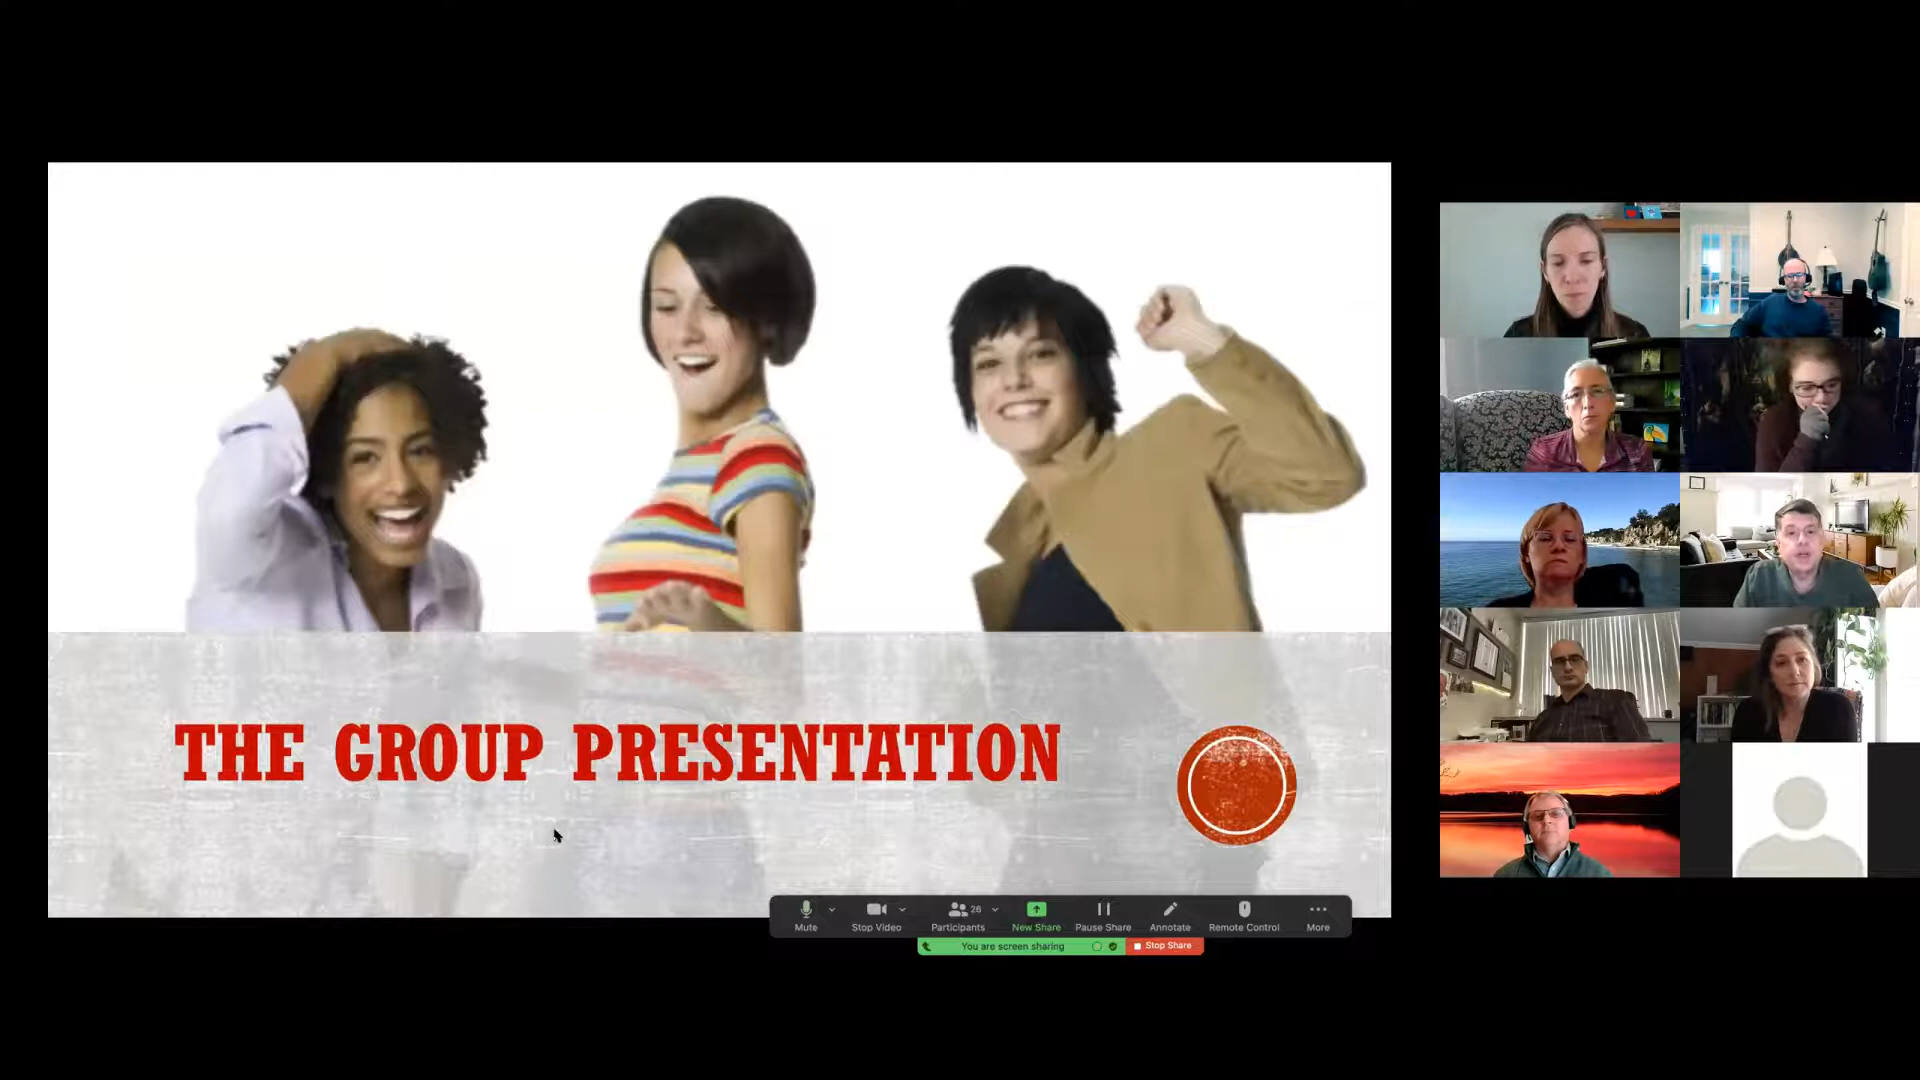 THE GROUP PRESENTATION
26
Mute
Stop Video
Participants
New Share
Pause Share
Annotate
Remote Control
More
You are screen sharing
Stop Share